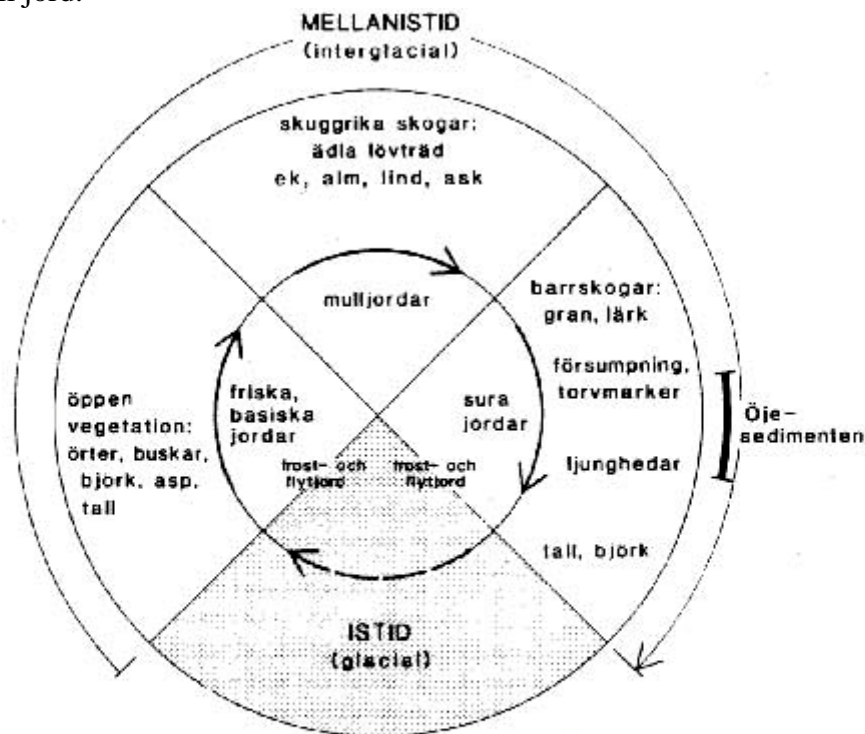 jord.
MELLANISTID
(interglacial)
skuggrika skogar:
ädla lövträd
ek, alm, lind, ask
mulljordar
barrskogar:
gran, lärk
försumpning,
torvmarker
ljunghedar
tall, björk
sura
jordar
Öje-
sedimenten
öppen
vegetation:
örter, buskar,
björk, asp,
tall
friska,
basiska
jordar
frost- och
flytjord
frost- och
flytjord
ISTID
(glacial)